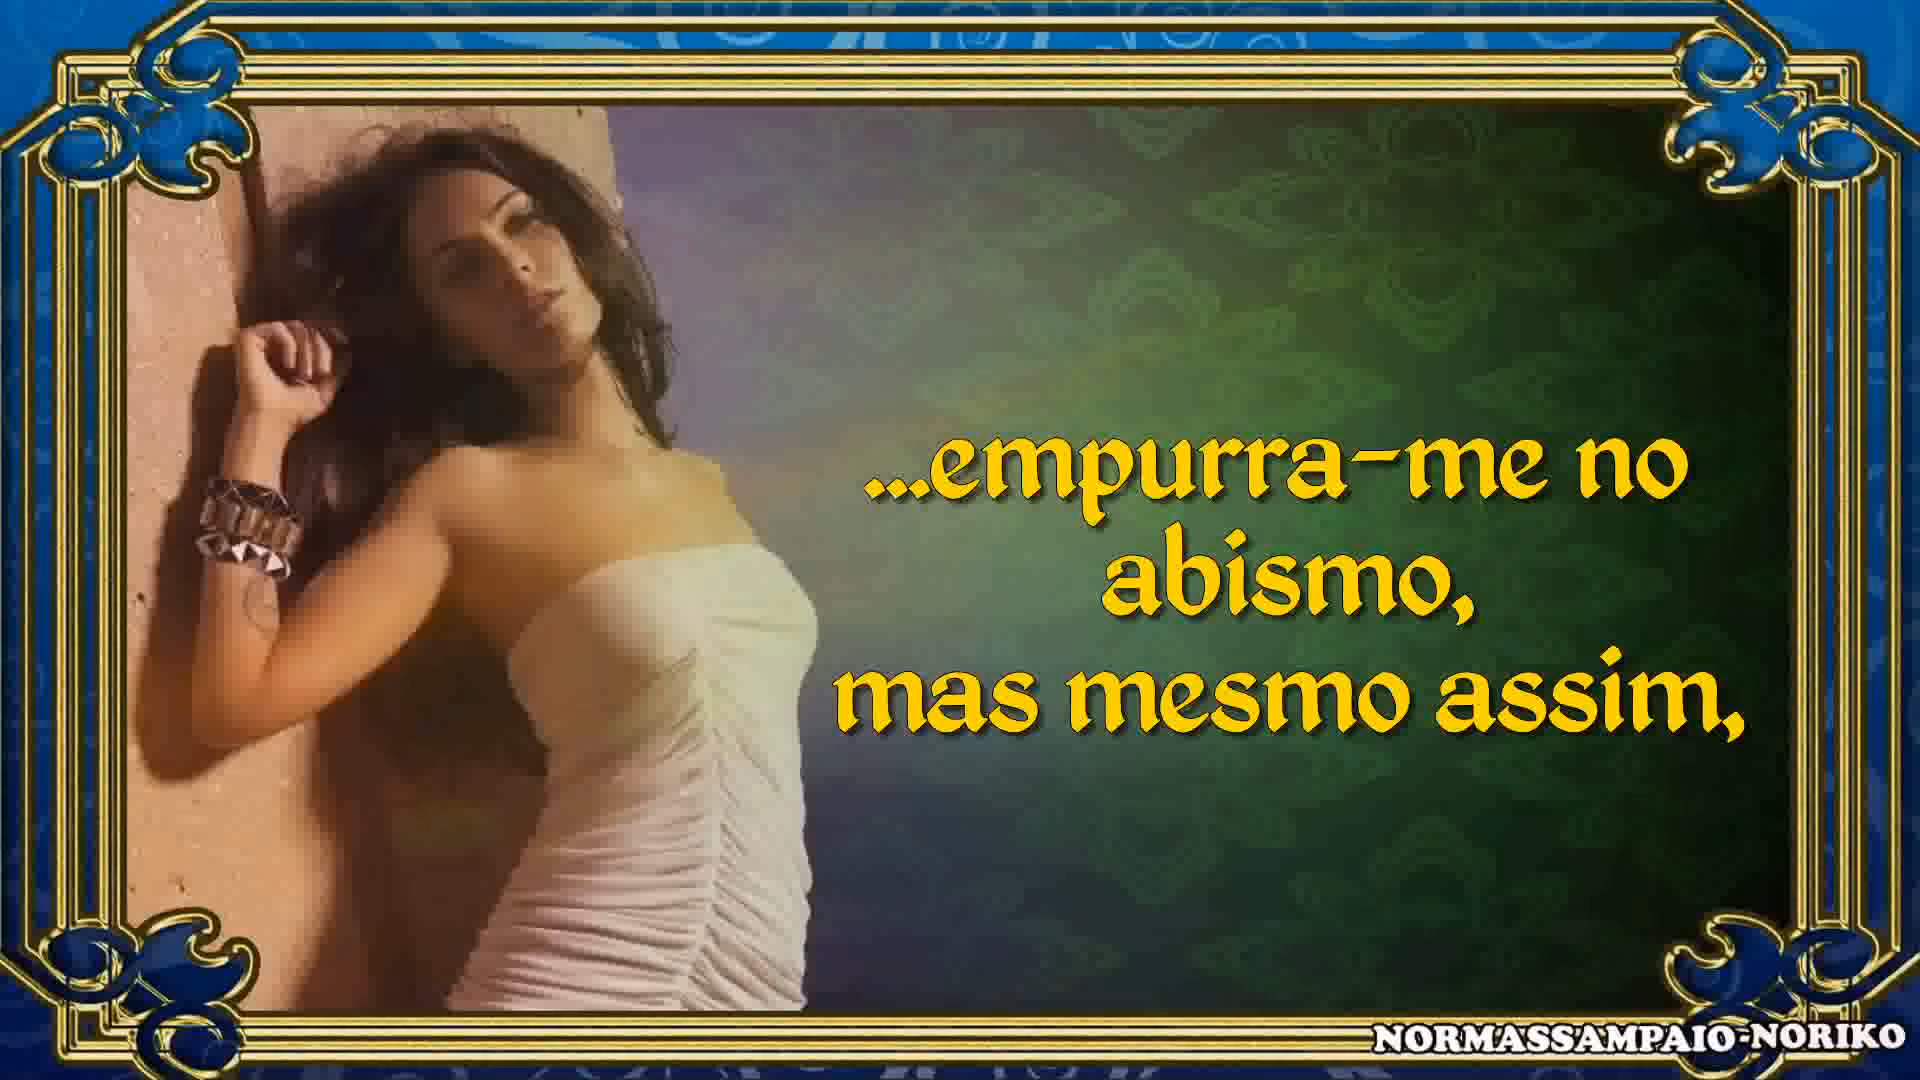 ...empurra-me no
abismo,
mas mesmo assim,
NORMASSAMPAIO-NORIKO